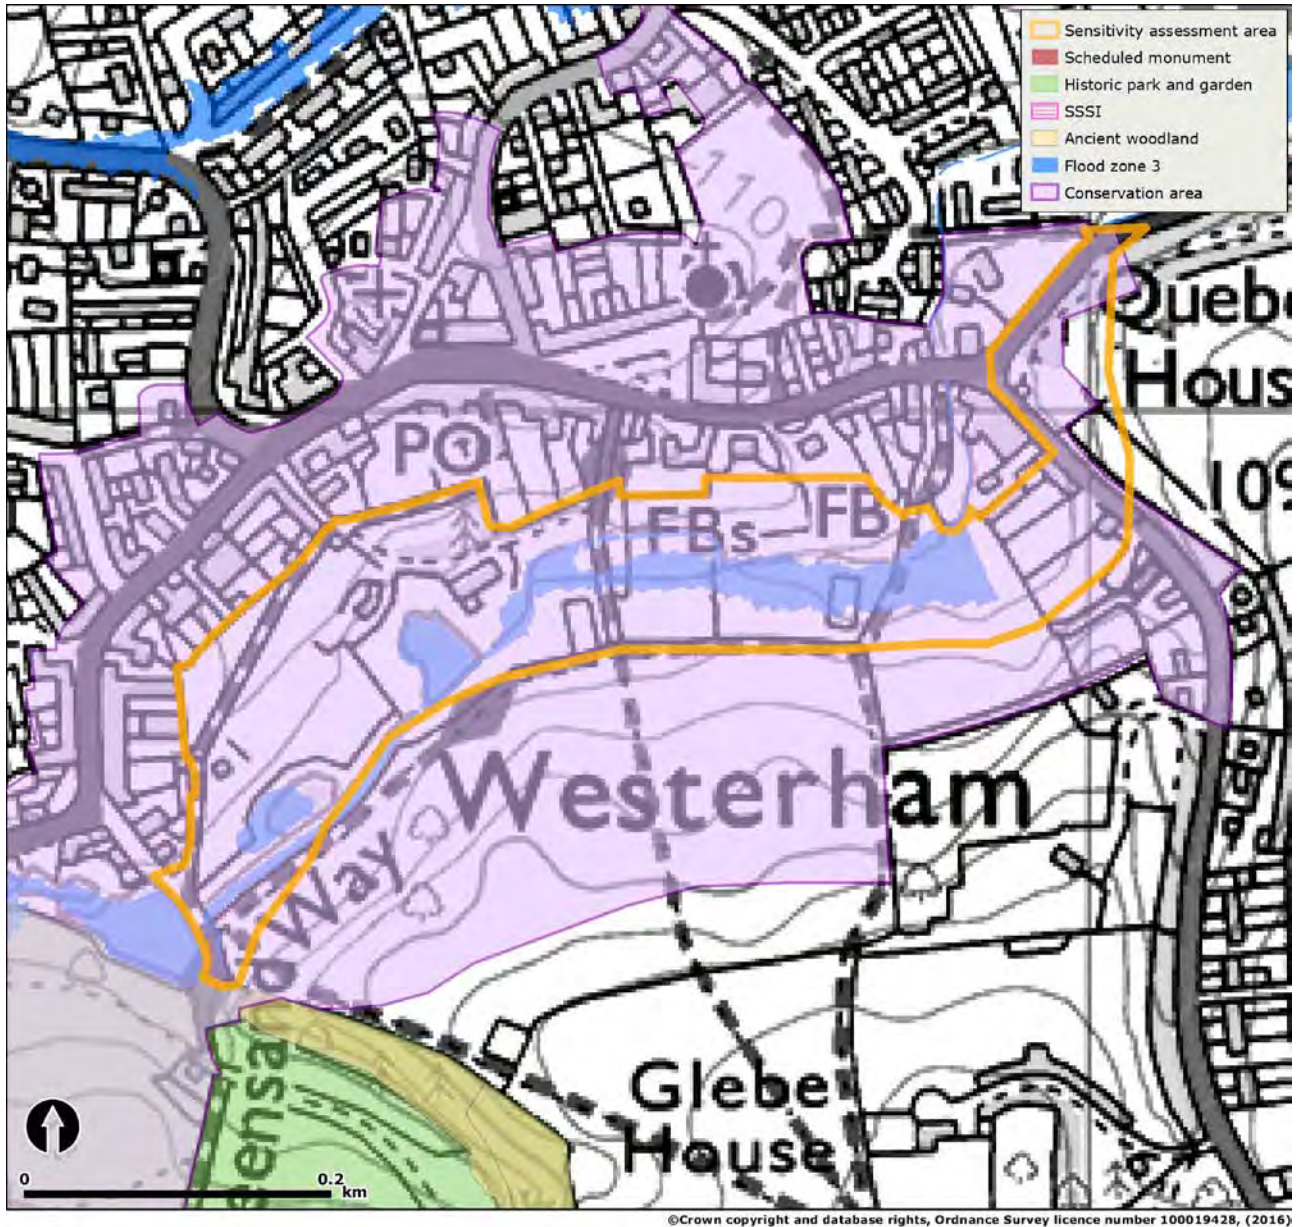 Sensitivity assessment area
Scheduled monument
Historic park and garden
SSSI
Ancient woodland
Flood zone 3
Conservation area
110
Quebe
Hous
109
PO
FBs
FB
Westerham
d Way
eensa
Glebe
House
0 0.2
km
©Crown copyright and database rights, Ordnance Survey licence number 100019428, (2016)